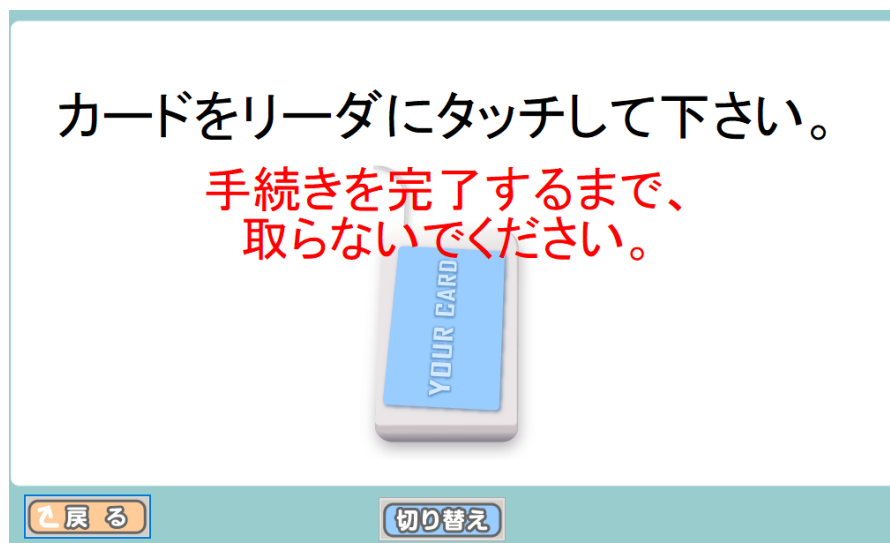 カードをリーダにタッチして下さい。
手続きを完了するまで、
取らないでください。
YOUR CARD
戻る
切り替え